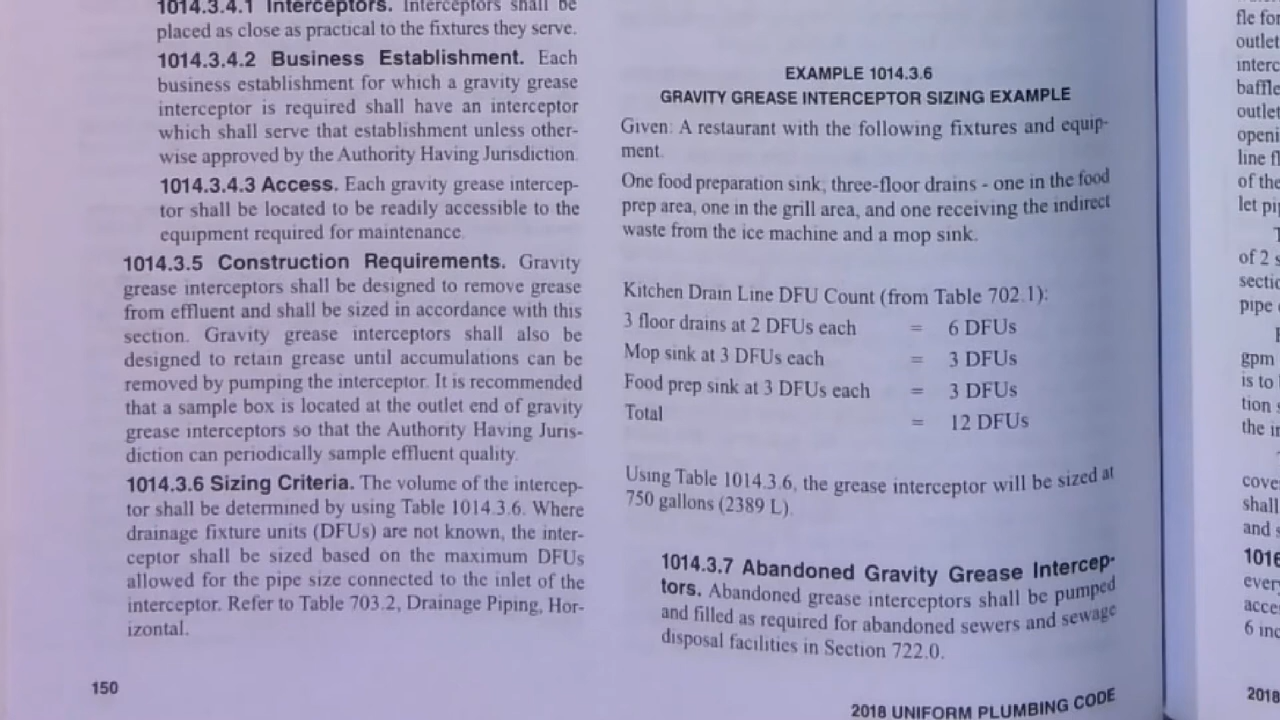 1014.3.4.1 Interceptors. Interceptors shall be
placed as close as practical to the fixtures they serve.
1014.3.4.2 Business Establishment. Each
business establishment for which a gravity grease
interceptor is required shall have an interceptor
which shall serve that establishment unless other-
wise approved by the Authority Having Jurisdiction.
1014.3.4.3 Access. Each gravity grease intercep-
tor shall be located to be readily accessible to the
equipment required for maintenance.
1014.3.5 Construction Requirements. Gravity
grease interceptors shall be designed to remove grease
from effluent and shall be sized in accordance with this
section. Gravity grease interceptors shall also be
designed to retain grease until accumulations can be
removed by pumping the interceptor. It is recommended
that a sample box is located at the outlet end of gravity
grease interceptors so that the Authority Having Juris-
diction can periodically sample effluent quality.
1014.3.6 Sizing Criteria. The volume of the intercep-
tor shall be determined by using Table 1014.3.6. Where
drainage fixture units (DFUs) are not known, the inter-
ceptor shall be sized based on the maximum DFUs
allowed for the pipe size connected to the inlet of the
interceptor. Refer to Table 703.2, Drainage Piping, Hor-
izontal.
150
EXAMPLE 1014.3.6
GRAVITY GREASE INTERCEPTOR SIZING EXAMPLE
Given: A restaurant with the following fixtures and equip-
ment.
One food preparation sink; three-floor drains - one in the food
prep area, one in the grill area, and one receiving the indirect
waste from the ice machine and a mop sink.
Kitchen Drain Line DFU Count (from Table 702.1):
3 floor drains at 2 DFUs each = 6 DFUs
Mop sink at 3 DFUs each = 3 DFUs
Food prep sink at 3 DFUs each = 3 DFUs
Total = 12 DFUs
Using Table 1014.3.6, the grease interceptor will be sized at
750 gallons (2389 L).
1014.3.7 Abandoned Gravity Grease Intercep-
tors. Abandoned grease interceptors shall be pumped
and filled as required for abandoned sewers and sewage
disposal facilities in Section 722.0.
2018 UNIFORM PLUMBING CODE
fle for
outlet
interc
baffle
outlet
openi
line fl
of the
let pip
of 2 s
sectio
pipe
gpm
is to
tion
the in
cove
shall
and s
1016
every
acce
6 inc
2018